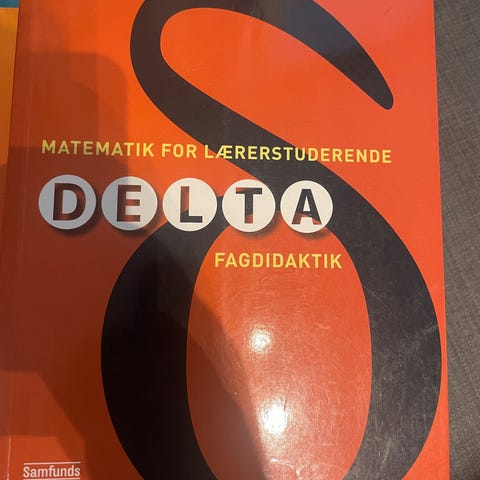 MATEMATIK FOR LÆRERSTUDERENDE
DELTA
FAGDIDAKTIK
Samfunds